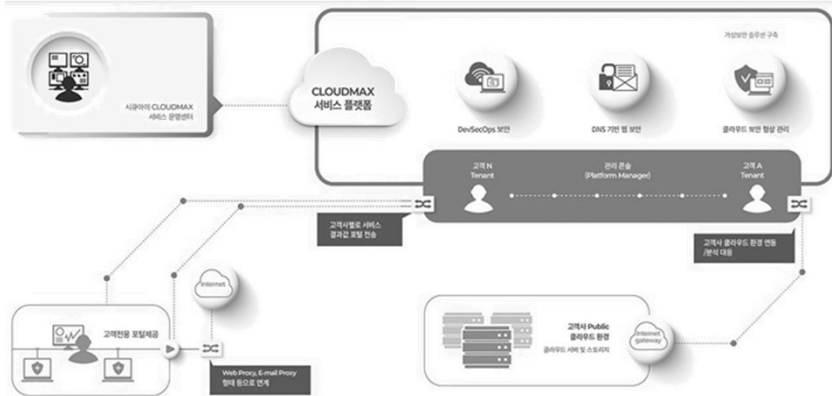 시큐아이 CLOUDMAX
서비스 운영센터
CLOUDMAX
서비스 플랫폼
가상보안 솔루션 구축
DevSecOps 보안
DNS 기반 웹 보안
클라우드 보안 형상 관리
고객 N
Tenant
관리 콘솔
(Platform Manager)
고객 A
Tenant
고객사별로 서비스
결과값 포털 전송
고객사 클라우드 환경 연동
/분석 대응
Internet
고객전용 포털제공
Web Proxy, E-mail Proxy
형태 등으로 연계
고객사 Public
클라우드 환경
클라우드 서버 및 스토리지
Internet
gateway